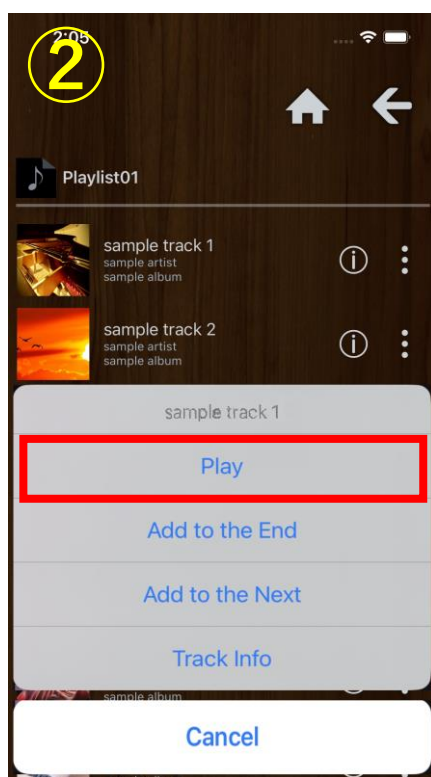 ②
2:05
Playlist01
sample track 1
sample artist
sample album
sample track 2
sample artist
sample album
sample track 1
Play
Add to the End
Add to the Next
Track Info
sample album
Cancel